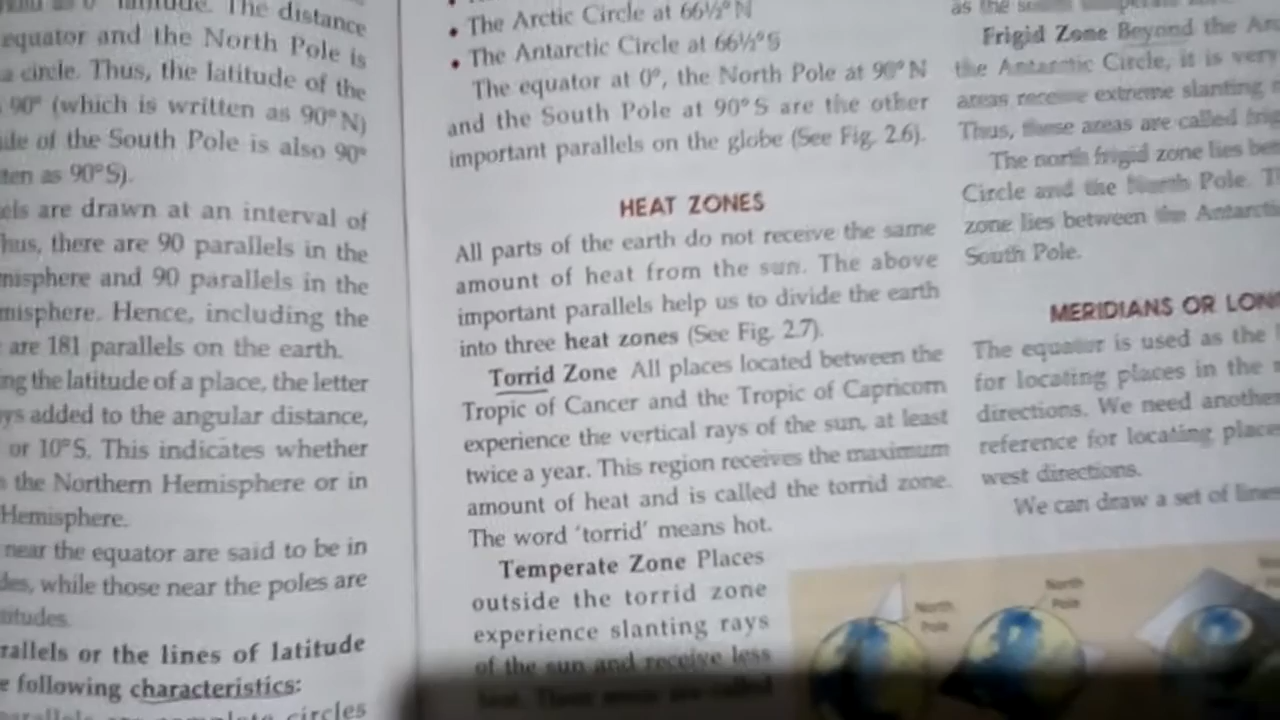 latitude. The distance
equator and the North Pole is
a circle. Thus, the latitude of the
90° (which is written as 90°N)
of the South Pole is also 90°
as 90°S).
are drawn at an interval of
there are 90 parallels in the
and 90 parallels in the
Hence, including the
are 181 parallels on the earth.
the latitude of a place, the letter
added to the angular distance,
or 10°S. This indicates whether
the Northern Hemisphere or in
Hemisphere.
near the equator are said to be in
while those near the poles are
or the lines of latitude
following characteristics:
circles
• The Arctic Circle at 66½°N
• The Antarctic Circle at 66½°S
The equator at 0°, the North Pole at 90°N
and the South Pole at 90°S are the other
important parallels on the globe (See Fig. 2.6).
HEAT ZONES
All parts of the earth do not receive the same
amount of heat from the sun. The above
important parallels help us to divide the earth
into three heat zones (See Fig. 2.7).
Torrid Zone All places located between the
Tropic of Cancer and the Tropic of Capricorn
experience the vertical rays of the sun, at least
twice a year. This region receives the maximum
amount of heat and is called the torrid zone.
The word ‘torrid’ means hot.
Temperate Zone Places
outside the torrid zone
experience slanting rays
of the sun and receive less
as the
Frigid Zone Beyond the
the Antarctic Circle, it is very
areas receive extreme slanting
Thus, these areas are called
The north frigid zone lies
Circle and the North Pole.
zone lies between the
South Pole.
MERIDIANS OR
The equator is used as the
for locating places in the
directions. We need another
reference for locating
west directions.
We can draw a set of lines
North
Pole
North
Pole